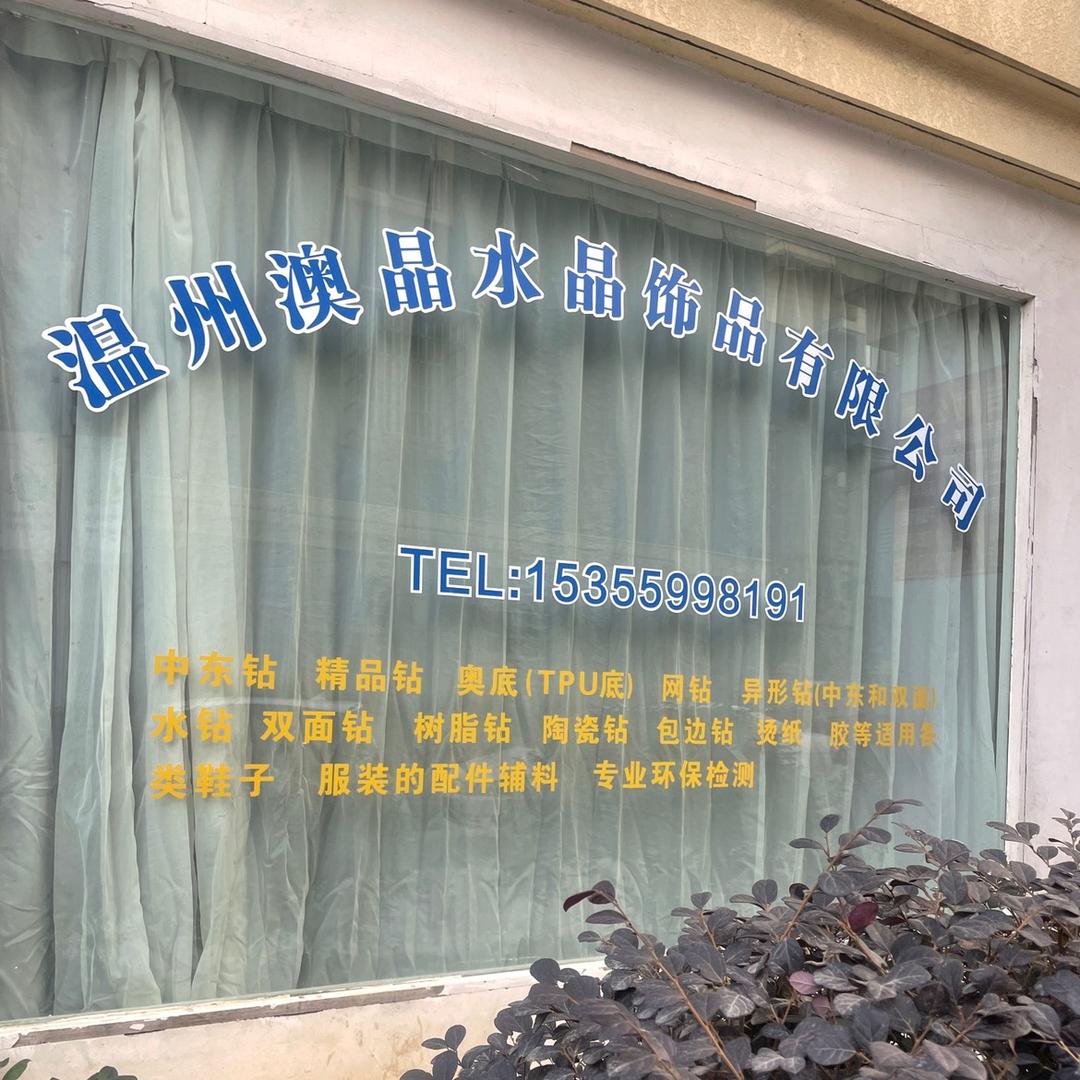 温州澳晶水晶饰品有限公司
TEL:15355998191
中东钻 精品钻 奥底(TPU底) 网钻 异形钻(中东和双面)
水钻 双面钻 树脂钻 陶瓷钻 包边钻 烫纸 胶等适用各
类鞋子 服装的配件辅料 专业环保检测